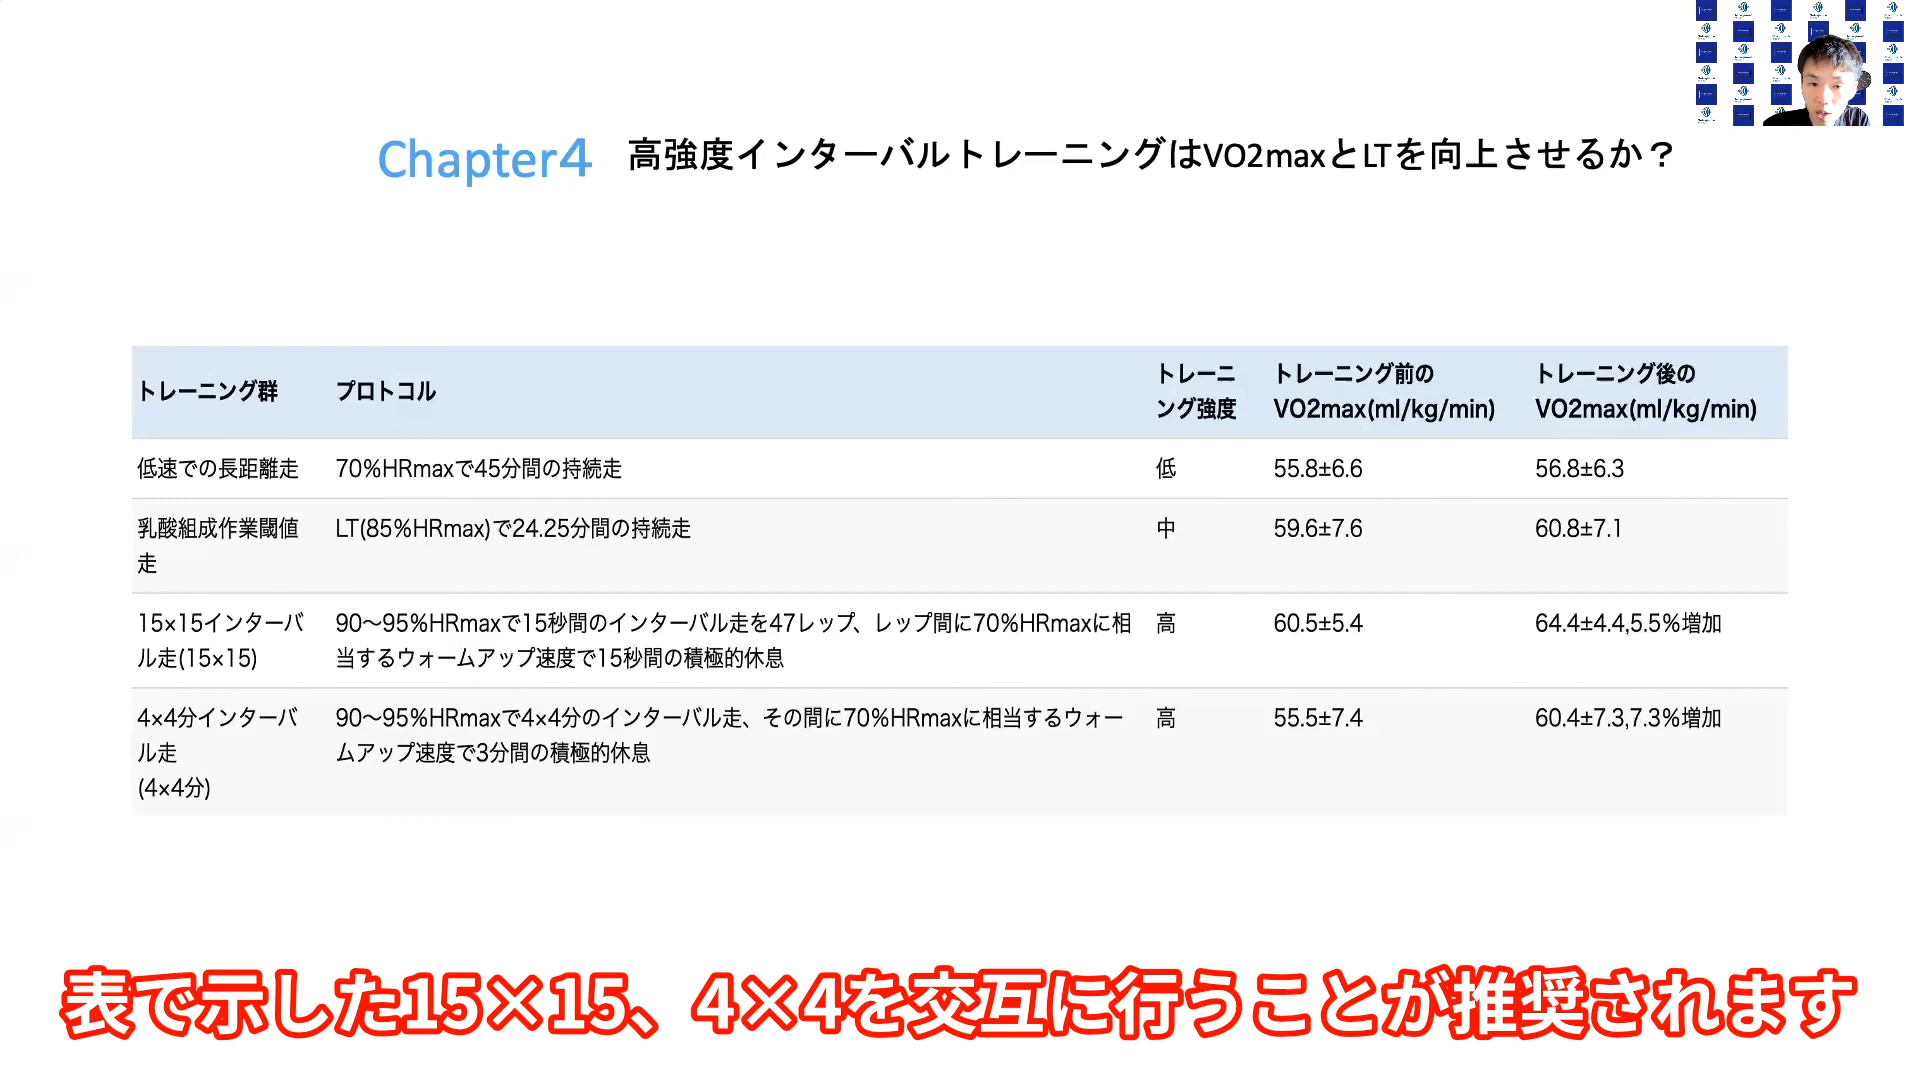 Chapter4 高強度インターバルトレーニングはVO2maxとLTを向上させるか？
トレーニング群
プロトコル
トレーニ
ング強度
トレーニング前の
VO2max(ml/kg/min)
トレーニング後の
VO2max(ml/kg/min)
低速での長距離走
70%HRmaxで45分間の持続走
低
55.8±6.6
56.8±6.3
乳酸組成作業閾値
走
LT(85%HRmax)で24.25分間の持続走
中
59.6±7.6
60.8±7.1
15×15インターバ
ル走(15×15)
90〜95%HRmaxで15秒間のインターバル走を47レップ、レップ間に70%HRmaxに相
当するウォームアップ速度で15秒間の積極的休息
高
60.5±5.4
64.4±4.4,5.5%増加
4×4分インターバ
ル走
(4×4分)
90〜95%HRmaxで4×4分のインターバル走、その間に70%HRmaxに相当するウォー
ムアップ速度で3分間の積極的休息
高
55.5±7.4
60.4±7.3,7.3%増加
表で示した15×15、4×4を交互に行うことが推奨されます